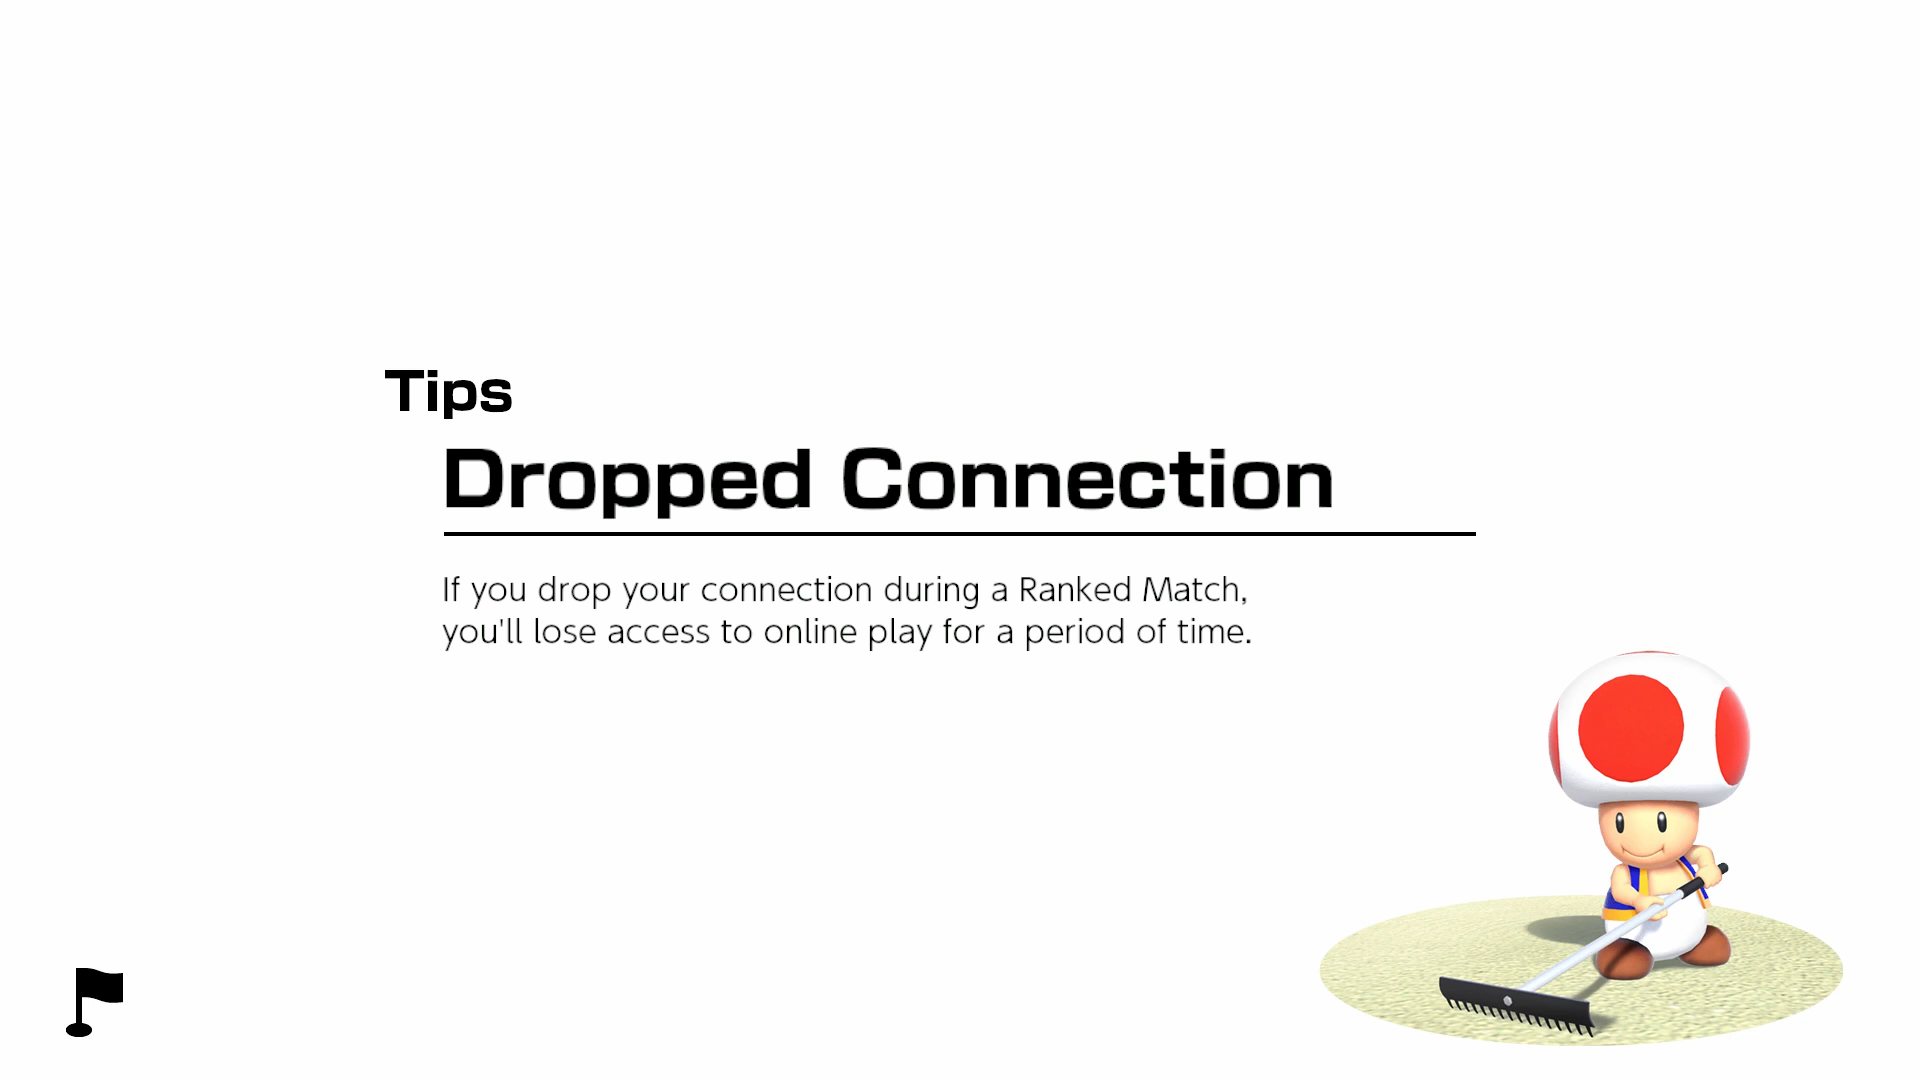 Tips
Dropped Connection
If you drop your connection during a Ranked Match,
you'll lose access to online play for a period of time.